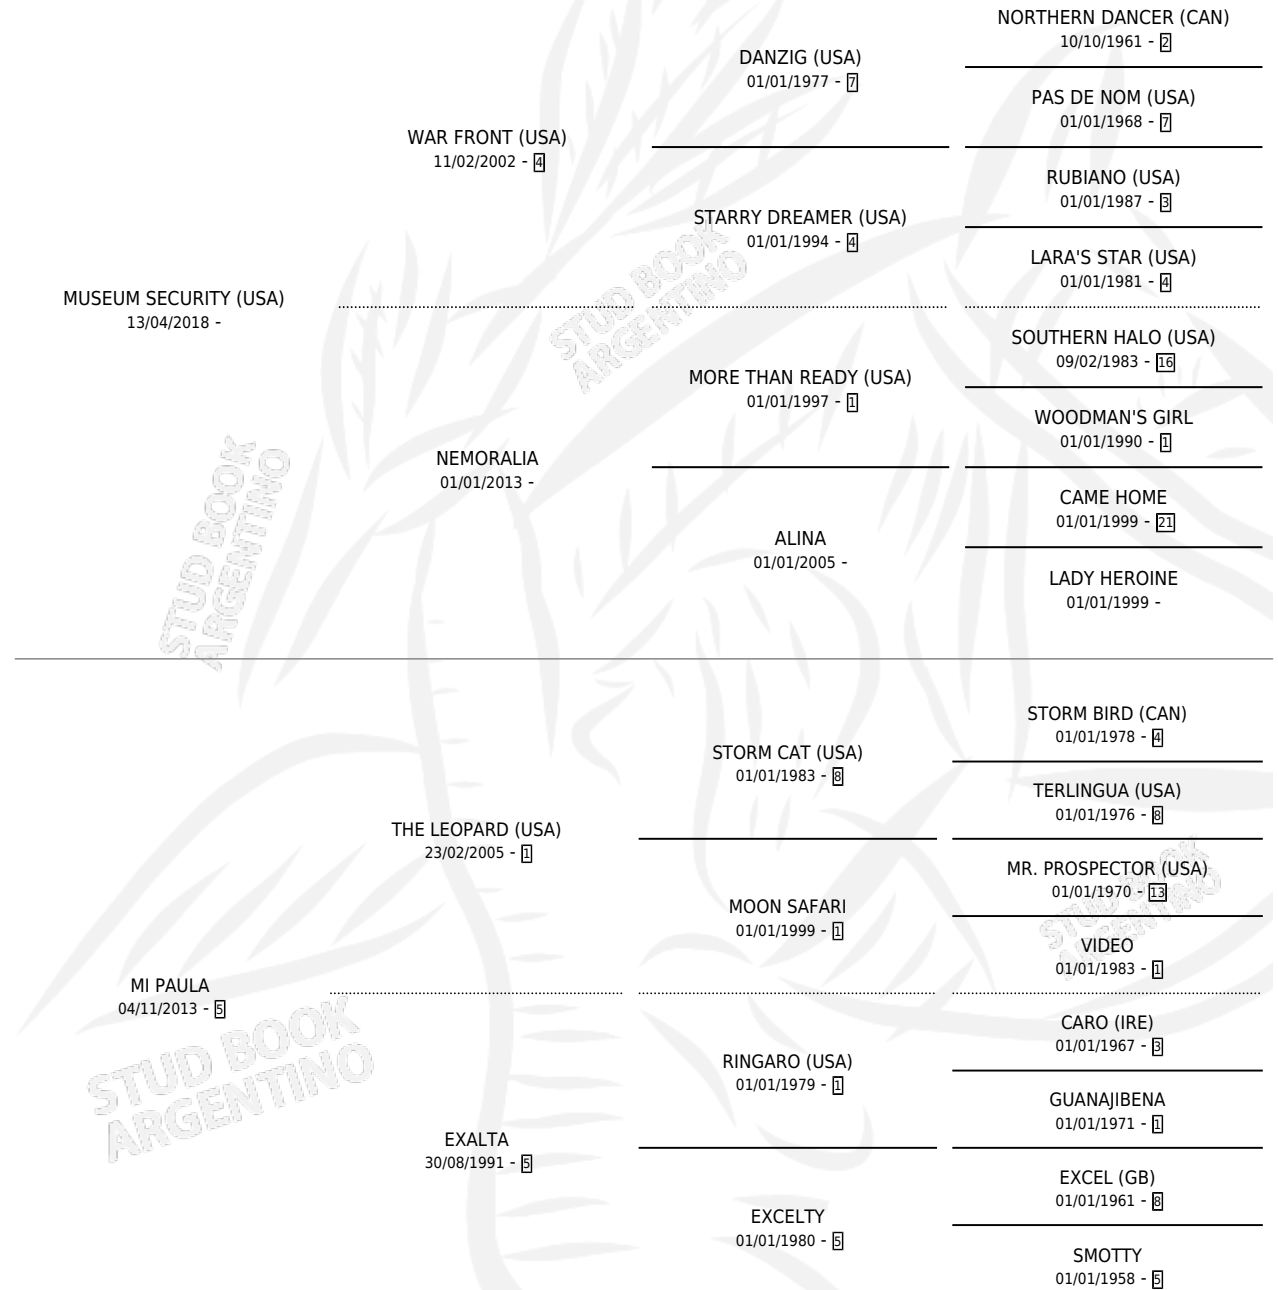 NORTHERN DANCER (CAN)
10/10/1961 - 2
DANZIG (USA)
01/01/1977 - 7
PAS DE NOM (USA)
01/01/1968 - 7
WAR FRONT (USA)
11/02/2002 - 4
RUBIANO (USA)
01/01/1987 - 3
STARRY DREAMER (USA)
01/01/1994 - 4
LARA'S STAR (USA)
01/01/1981 - 4
MUSEUM SECURITY (USA)
13/04/2018 -
SOUTHERN HALO (USA)
09/02/1983 - 16
MORE THAN READY (USA)
01/01/1997 - 1
WOODMAN'S GIRL
01/01/1990 - 1
NEMORALIA
01/01/2013 -
CAME HOME
01/01/1999 - 21
ALINA
01/01/2005 -
LADY HEROINE
01/01/1999 -
STORM BIRD (CAN)
01/01/1978 - 4
STORM CAT (USA)
01/01/1983 - 8
TERLINGUA (USA)
01/01/1976 - 8
THE LEOPARD (USA)
23/02/2005 - 1
MR. PROSPECTOR (USA)
01/01/1970 - 13
MOON SAFARI
01/01/1999 - 1
VIDEO
01/01/1983 - 1
MI PAULA
04/11/2013 - 5
CARO (IRE)
01/01/1967 - 3
RINGARO (USA)
01/01/1979 - 1
GUANAJIBENA
01/01/1971 - 1
EXALTA
30/08/1991 - 5
EXCEL (GB)
01/01/1961 - 8
EXCELTY
01/01/1980 - 5
SMOTTY
01/01/1958 - 5
STUD BOOK
ARGENTINO
STUD BOOK
ARGENTINO
STUD BOOK
ARGENTINO
STUD BOOK
ARGENTINO